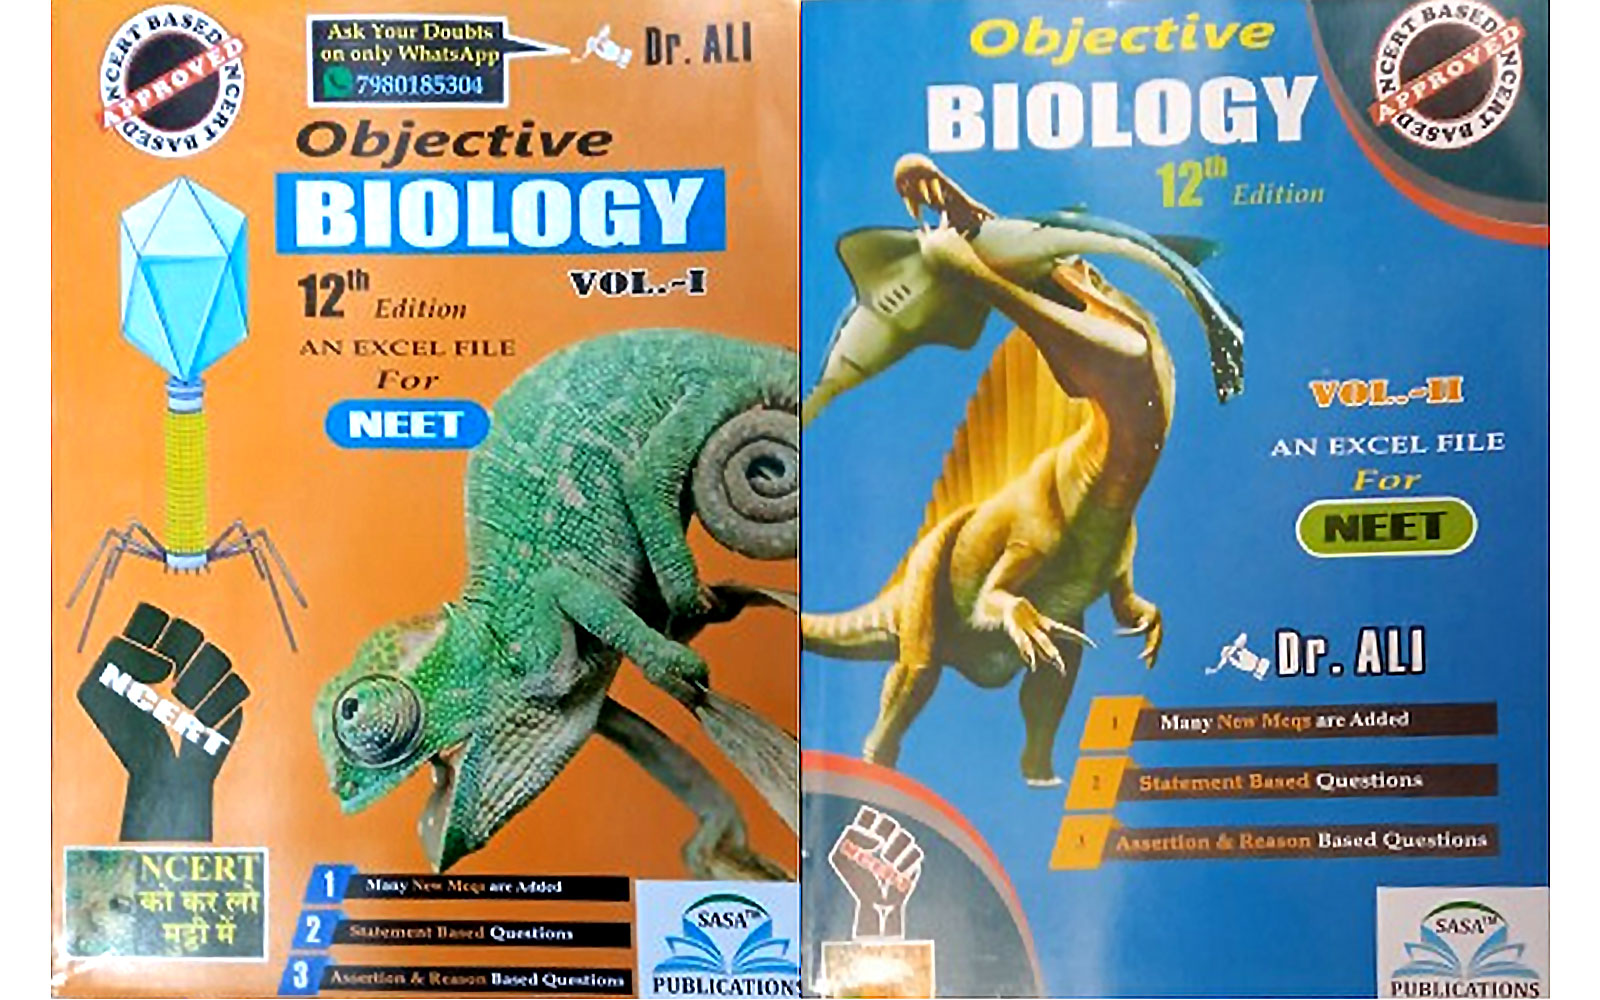 NCERT BASED NCERT BASED
APPROVED
Ask Your Doubts
on only WhatsApp
7980185304
Dr. ALI
Objective
BIOLOGY
VOL.-I
12th Edition
AN EXCEL FILE
For
NEET
NCERT
NCERT
को कर लो
मट्ठी में
1 Many New Mcqs are Added
2 Statement Based Questions
3 Assertion & Reason Based Questions
SASA™
PUBLICATIONS
Objective
BIOLOGY
12th Edition
NCERT BASED NCERT BASED
APPROVED
VOL.-II
AN EXCEL FILE
For
NEET
Dr. ALI
1 Many New Mcqs are Added
2 Statement Based Questions
3 Assertion & Reason Based Questions
NCERT
SASA™
PUBLICATIONS